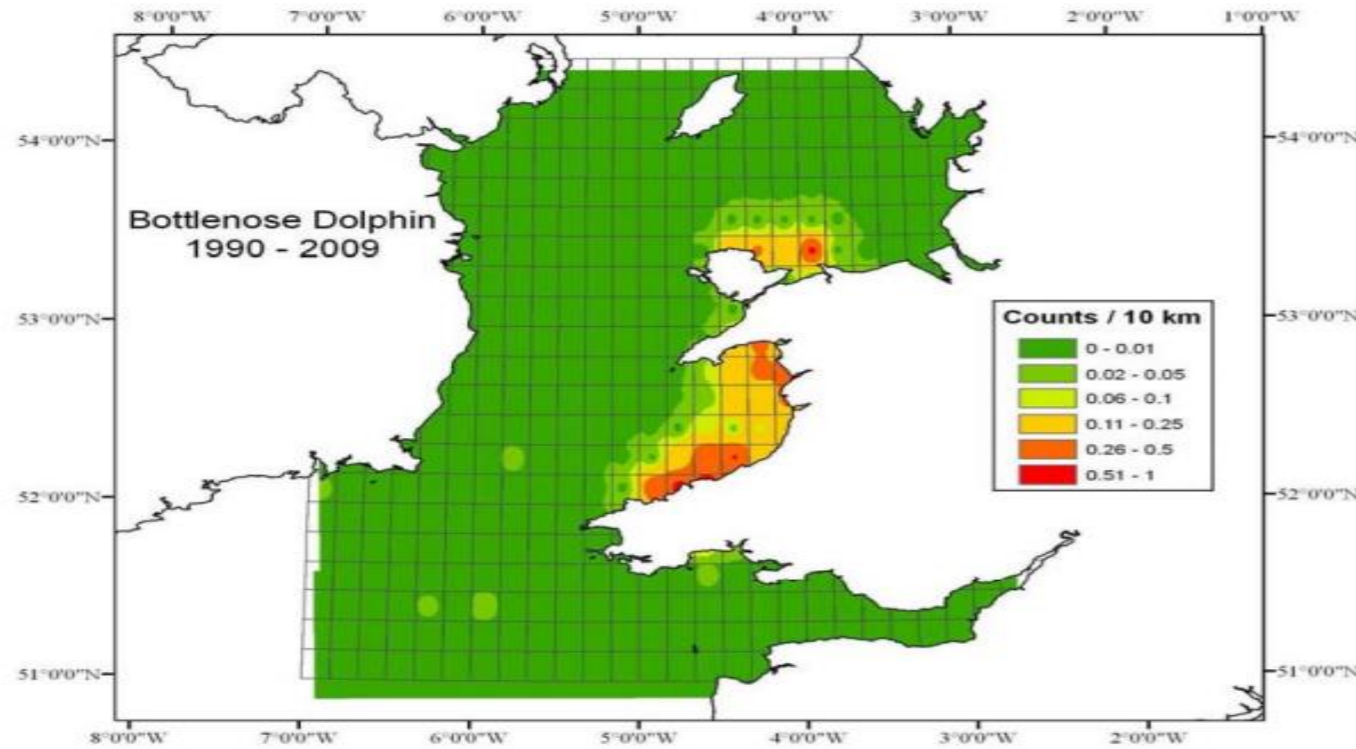 8°0'0"W 7°0'0"W 6°0'0"W 5°0'0"W 4°0'0"W 3°0'0"W 2°0'0"W 1°0'0"W
54°0'0"N 54°0'0"N
Bottlenose Dolphin
1990 - 2009
53°0'0"N 53°0'0"N
Counts / 10 km
0 - 0.01
0.02 - 0.05
0.06 - 0.1
0.11 - 0.25
0.26 - 0.5
0.51 - 1
52°0'0"N 52°0'0"N
51°0'0"N 51°0'0"N
8°0'0"W 7°0'0"W 6°0'0"W 5°0'0"W 4°0'0"W 3°0'0"W 2°0'0"W